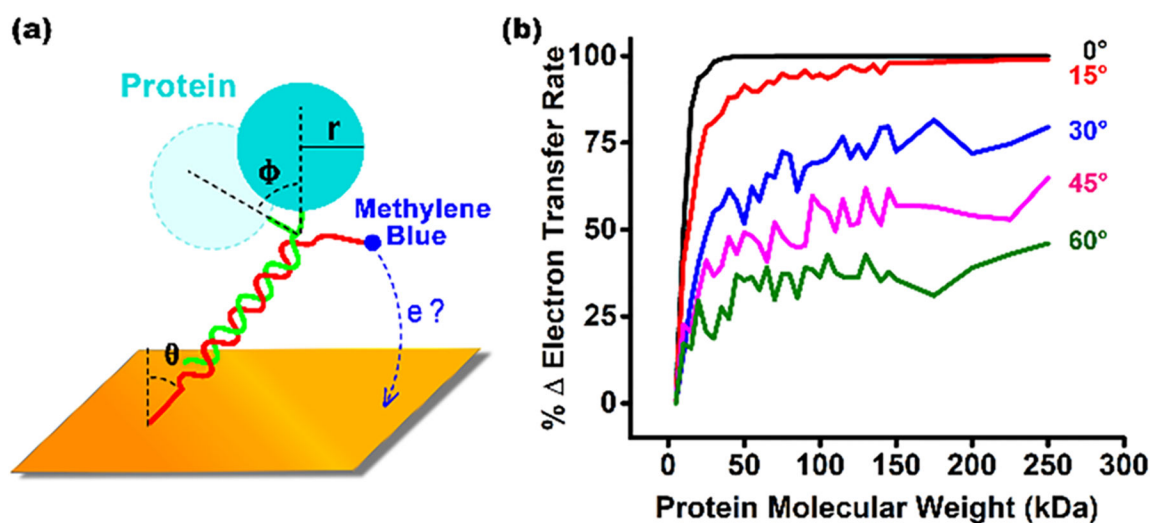 (a)
Protein
r
Φ
Methylene
Blue
e ?
θ
(b)
% Δ Electron Transfer Rate
100
75
50
25
0
0°
15°
30°
45°
60°
0 50 100 150 200 250 300
Protein Molecular Weight (kDa)